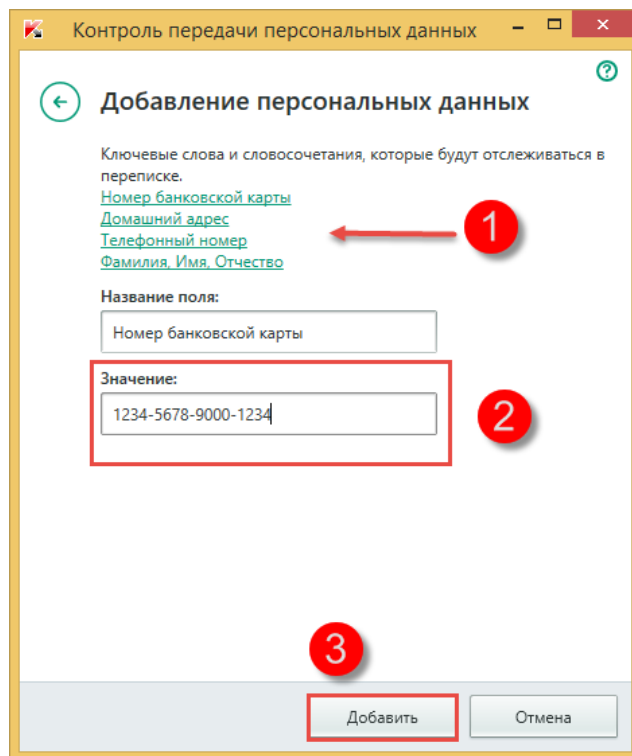 Контроль передачи персональных данных
Добавление персональных данных
Ключевые слова и словосочетания, которые будут отслеживаться в
переписке.
Номер банковской карты
Домашний адрес
Телефонный номер
Фамилия, Имя, Отчество
1
Название поля:
Номер банковской карты
Значение:
1234-5678-9000-1234
2
3
Добавить
Отмена